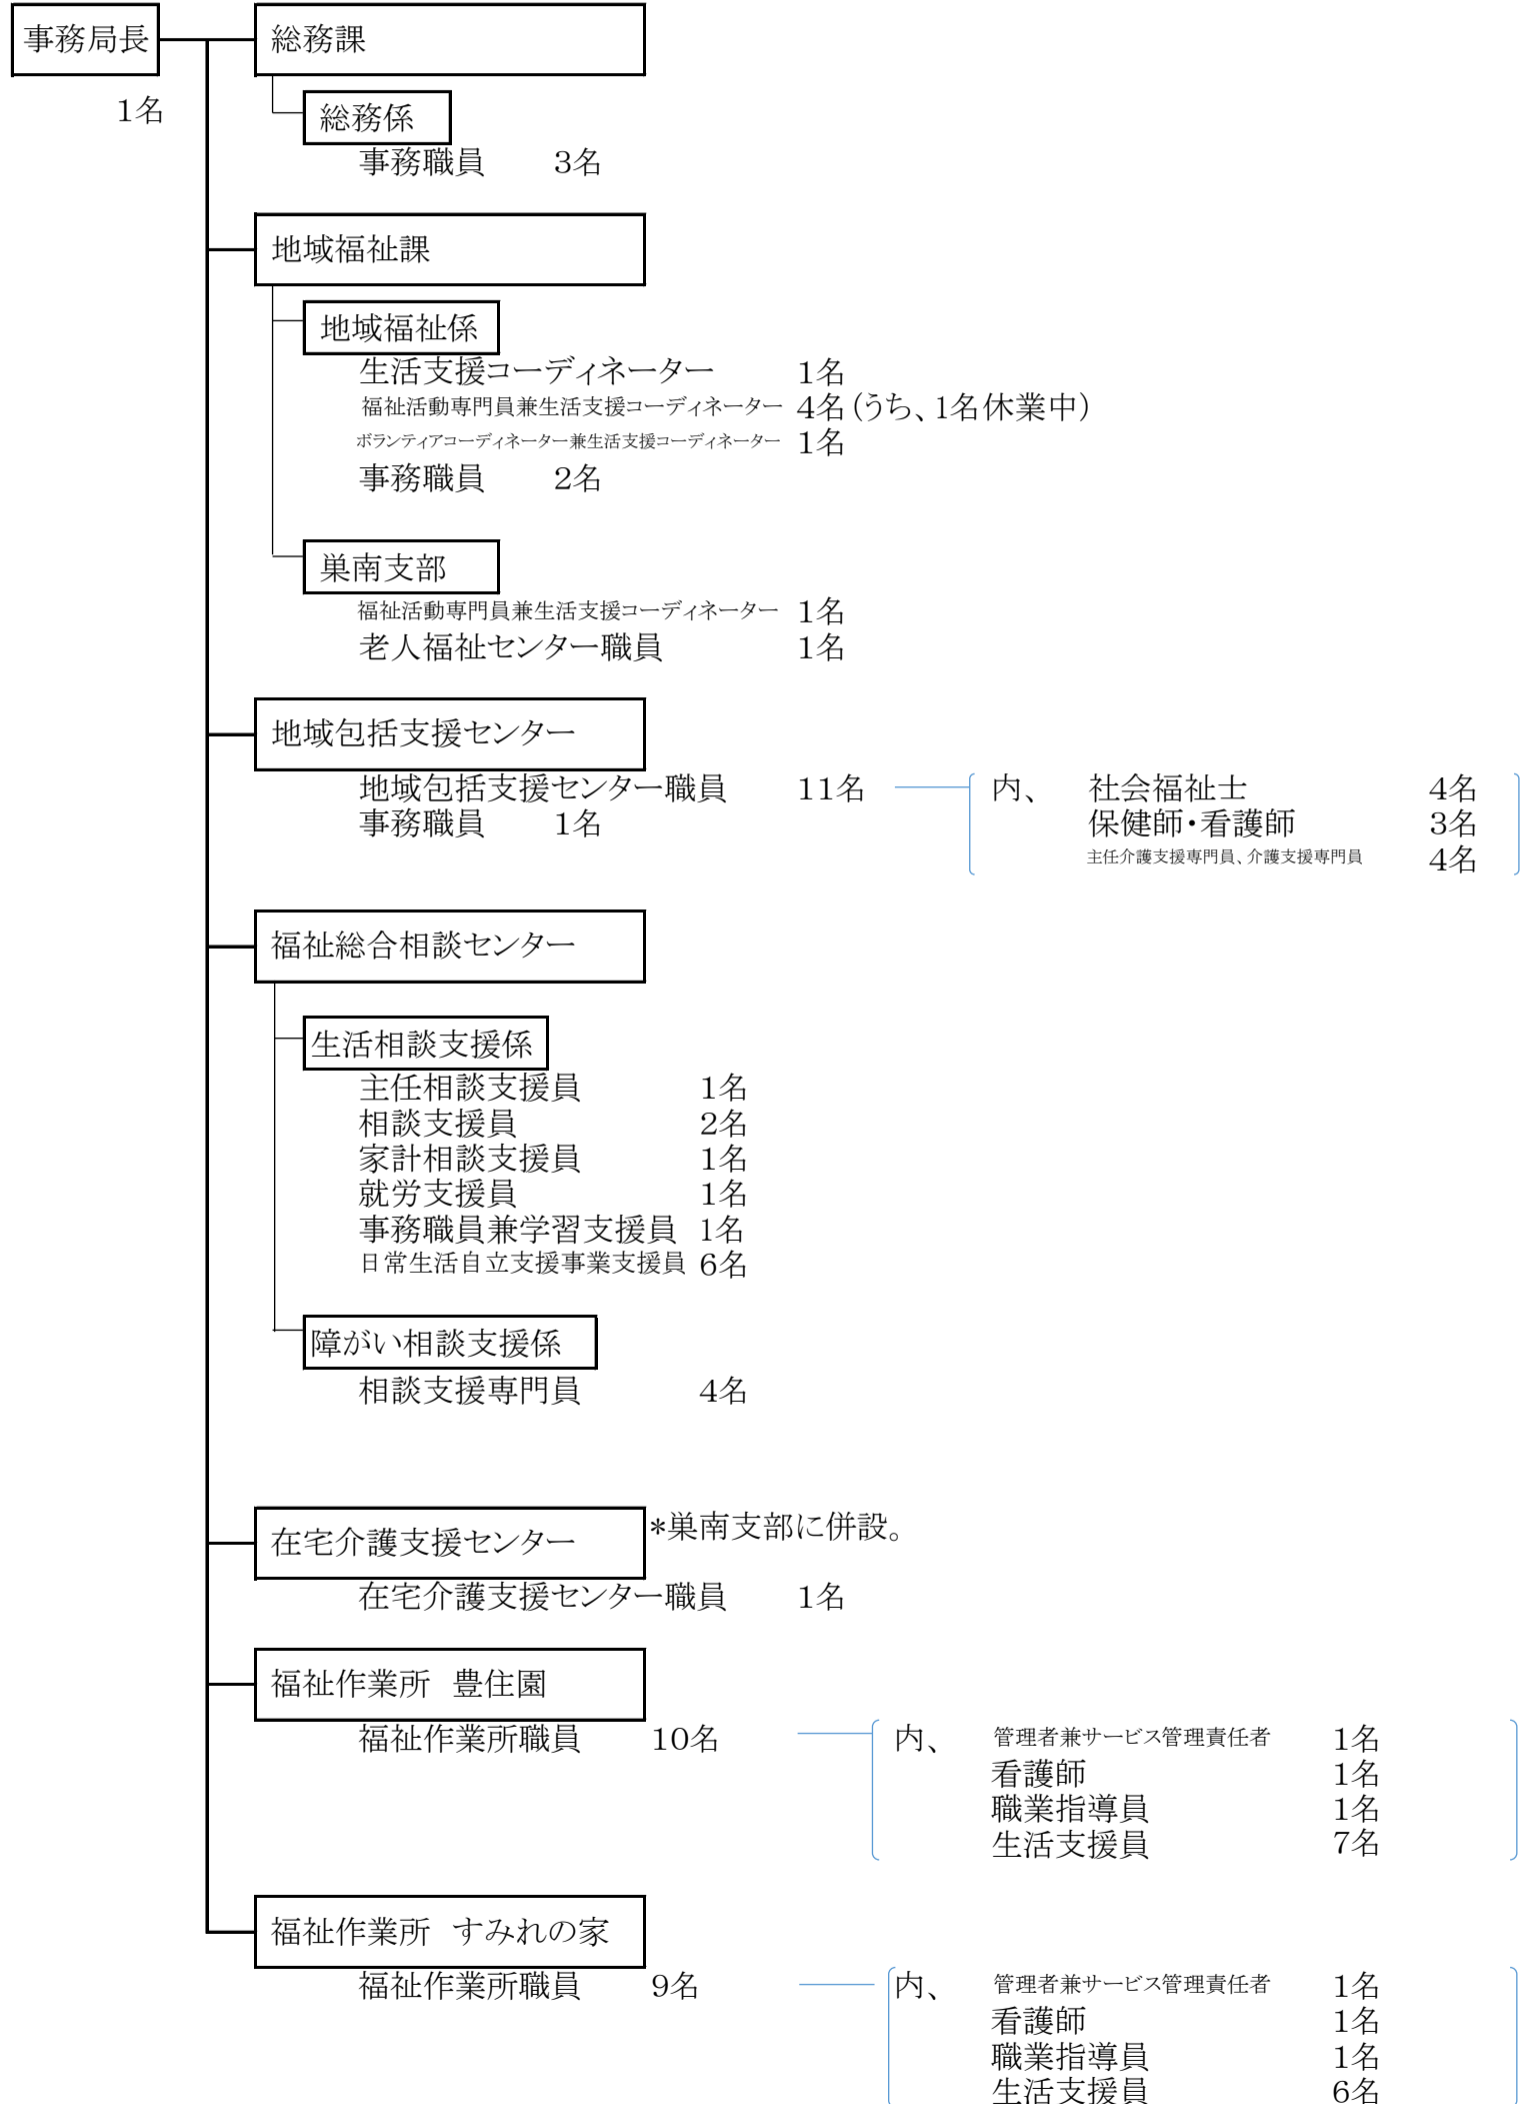 事務局長 総務課
1名
総務係
事務職員 3名
地域福祉課
地域福祉係
生活支援コーディネーター 1名
福祉活動専門員兼生活支援コーディネーター 4名(うち、1名休業中)
ボランティアコーディネーター兼生活支援コーディネーター 1名
事務職員 2名
巣南支部
福祉活動専門員兼生活支援コーディネーター 1名
老人福祉センター職員 1名
地域包括支援センター
地域包括支援センター職員 11名 内、 社会福祉士 4名
事務職員 1名 保健師・看護師 3名
主任介護支援専門員、介護支援専門員 4名
福祉総合相談センター
生活相談支援係
主任相談支援員 1名
相談支援員 2名
家計相談支援員 1名
就労支援員 1名
事務職員兼学習支援員 1名
日常生活自立支援事業支援員 6名
障がい相談支援係
相談支援専門員 4名
在宅介護支援センター *巣南支部に併設。
在宅介護支援センター職員 1名
福祉作業所 豊住園
福祉作業所職員 10名 内、 管理者兼サービス管理責任者 1名
看護師 1名
職業指導員 1名
生活支援員 7名
福祉作業所 すみれの家
福祉作業所職員 9名 内、 管理者兼サービス管理責任者 1名
看護師 1名
職業指導員 1名
生活支援員 6名